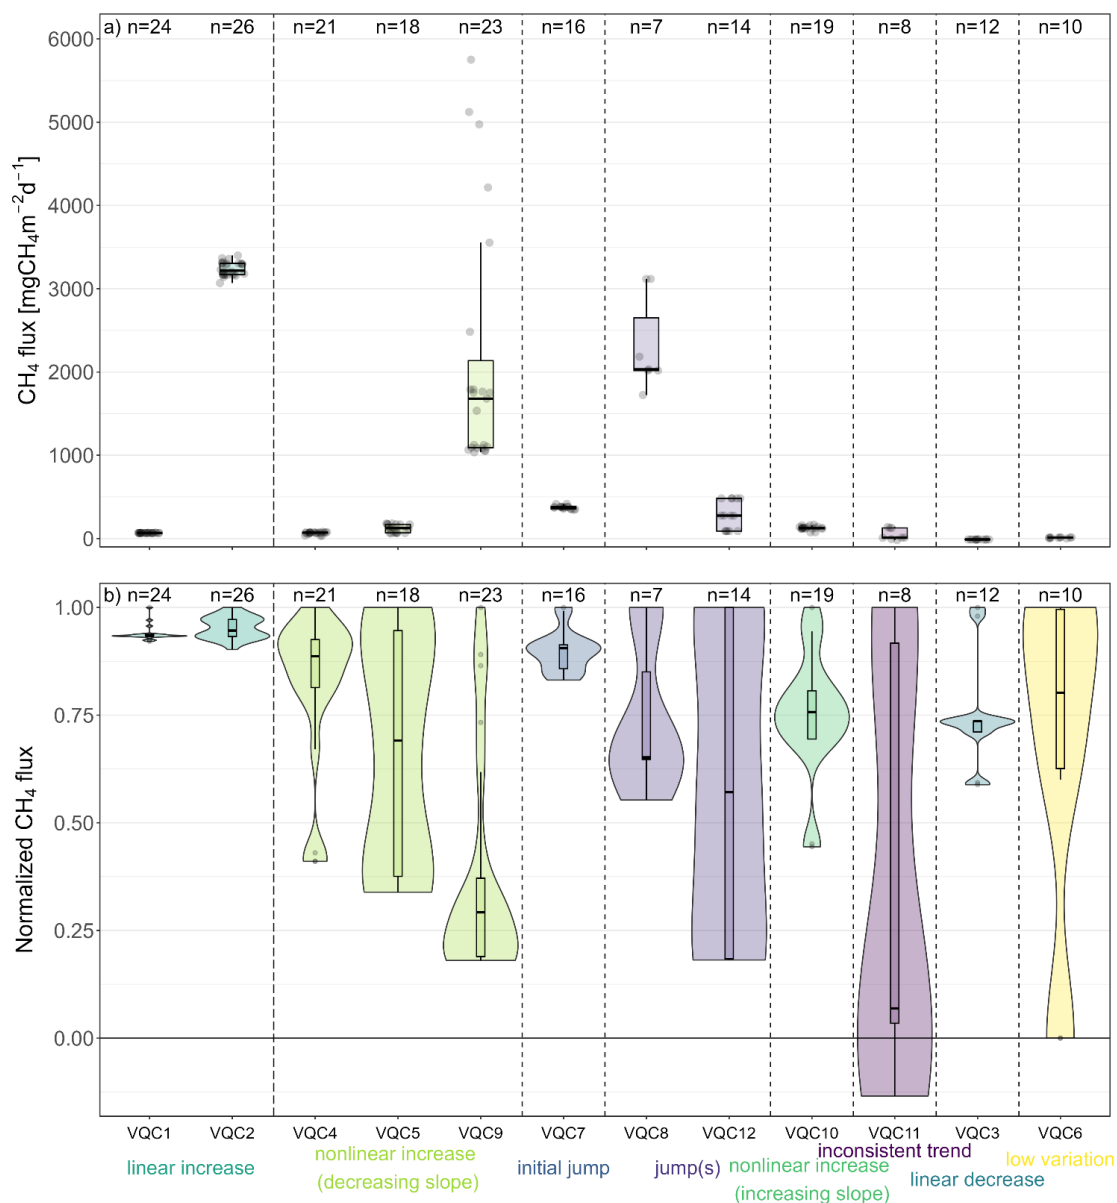 a) n=24 n=26 n=21 n=18 n=23 n=16 n=7 n=14 n=19 n=8 n=12 n=10
6000
5000
4000
3000
2000
1000
0
CH₄ flux [mgCH₄m⁻²d⁻¹]
b) n=24 n=26 n=21 n=18 n=23 n=16 n=7 n=14 n=19 n=8 n=12 n=10
1.00
0.75
0.50
0.25
0.00
Normalized CH₄ flux
VQC1 VQC2 VQC4 VQC5 VQC9 VQC7 VQC8 VQC12 VQC10 VQC11 VQC3 VQC6
linear increase
nonlinear increase
(decreasing slope)
initial jump
jump(s)
nonlinear increase
(increasing slope)
inconsistent trend
linear decrease
low variation